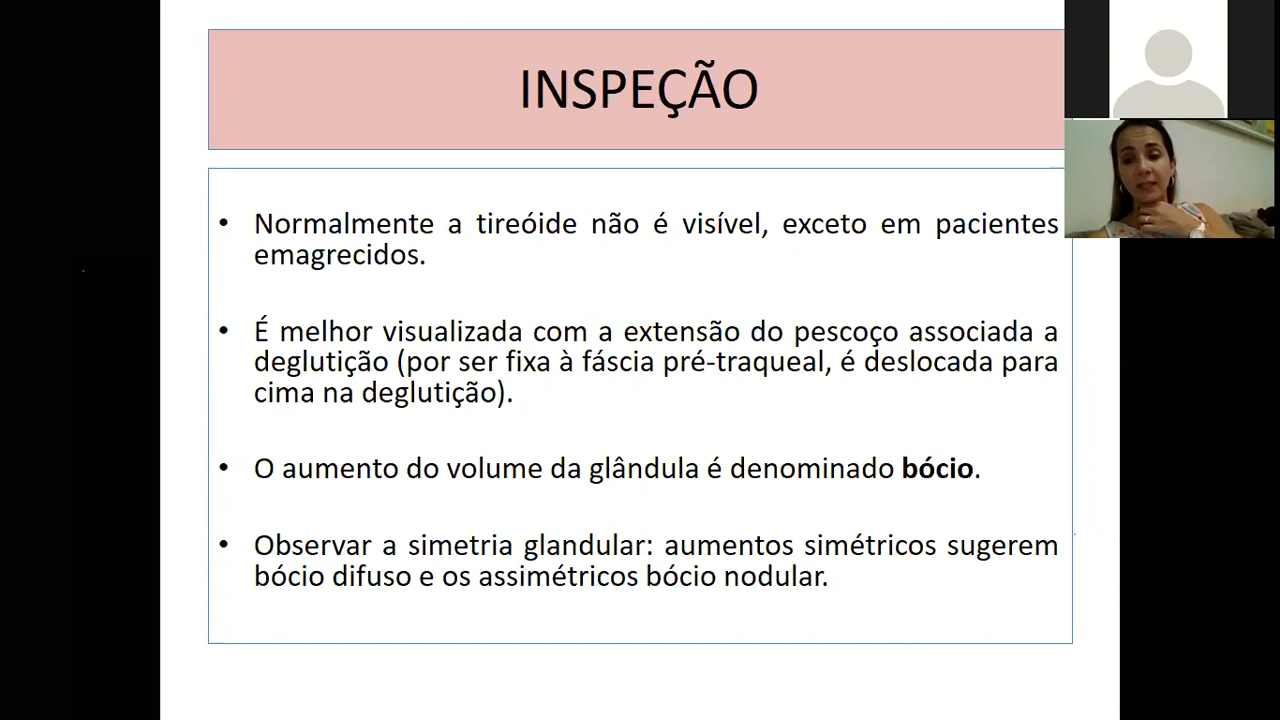 INSPEÇÃO
• Normalmente a tireóide não é visível, exceto em pacientes
emagrecidos.
• É melhor visualizada com a extensão do pescoço associada a
deglutição (por ser fixa à fáscia pré-traqueal, é deslocada para
cima na deglutição).
• O aumento do volume da glândula é denominado bócio.
• Observar a simetria glandular: aumentos simétricos sugerem
bócio difuso e os assimétricos bócio nodular.